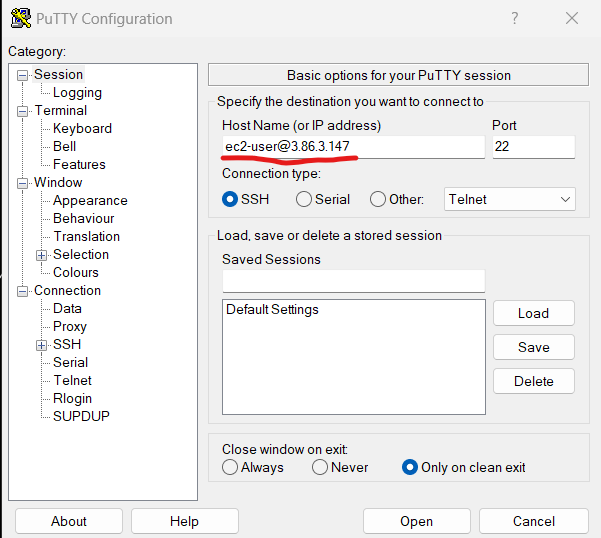 PuTTY Configuration
?
Category:
Session
Logging
Terminal
Keyboard
Bell
Features
Window
Appearance
Behaviour
Translation
Selection
Colours
Connection
Data
Proxy
SSH
Serial
Telnet
Rlogin
SUPDUP
Basic options for your PuTTY session
Specify the destination you want to connect to
Host Name (or IP address) Port
ec2-user@3.86.3.147 22
Connection type:
SSH Serial Other: Telnet
Load, save or delete a stored session
Saved Sessions
Default Settings
Load
Save
Delete
Close window on exit:
Always Never Only on clean exit
About Help Open Cancel